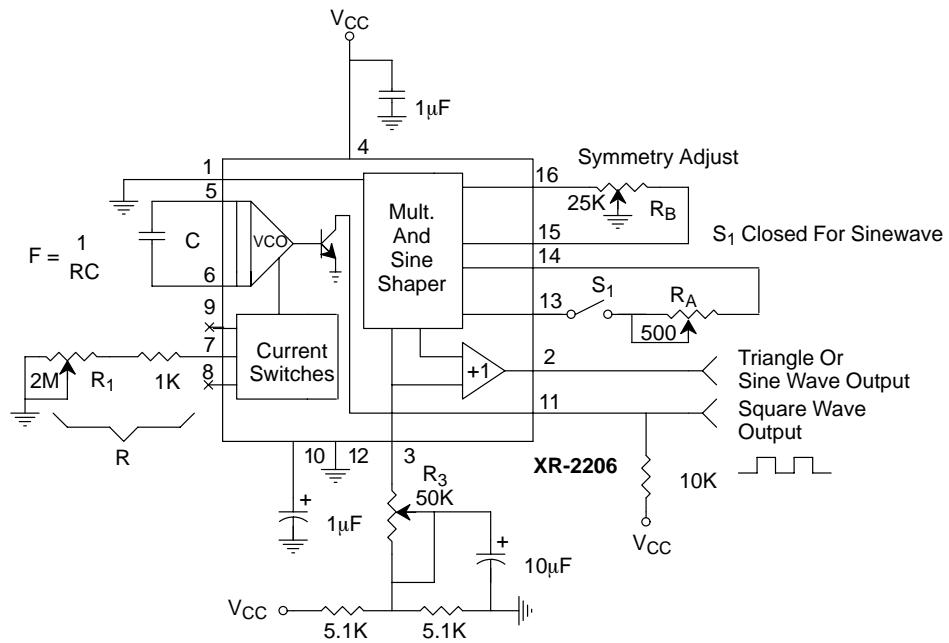 VCC
1µF
4
1
16
Symmetry Adjust
5
25K
RB
Mult.
And
Sine
Shaper
VCO
C
15
S1 Closed For Sinewave
F = 1
RC
6
14
S1
RA
13
500
9
7
8
Current
Switches
+1
2
Triangle Or
Sine Wave Output
2M
R1
1K
11
Square Wave
Output
R
10
12
3
XR-2206
10K
R3
50K
+
1µF
+
10µF
VCC
VCC
5.1K
5.1K